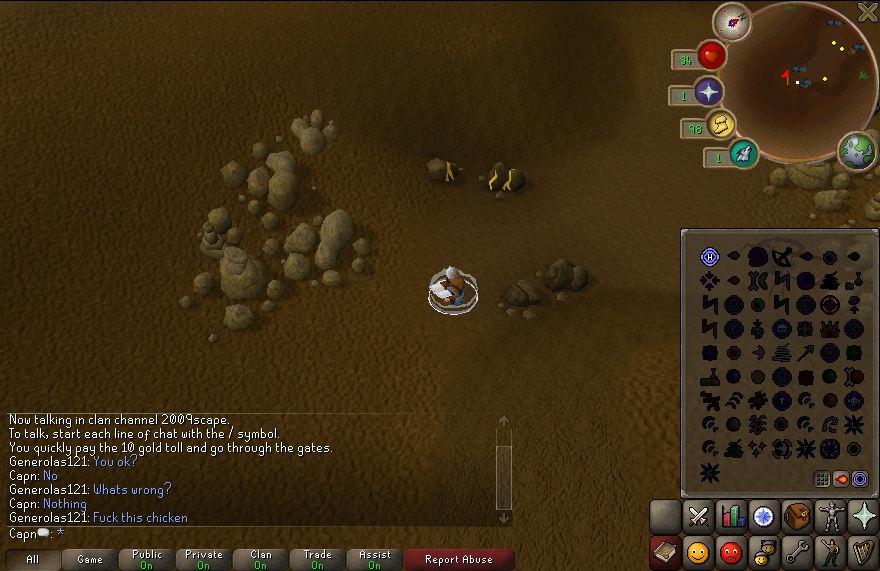 34
1
98
1
H
Now talking in clan channel 2009scape.
To talk, start each line of chat with the / symbol.
You quickly pay the 10 gold toll and go through the gates.
Generolas121: You ok?
Capn: No
Generolas121: Whats wrong?
Capn: Nothing
Generolas121: Fuck this chicken
Capn: *
All
Game
Public
On
Private
On
Clan
On
Trade
On
Assist
On
Report Abuse